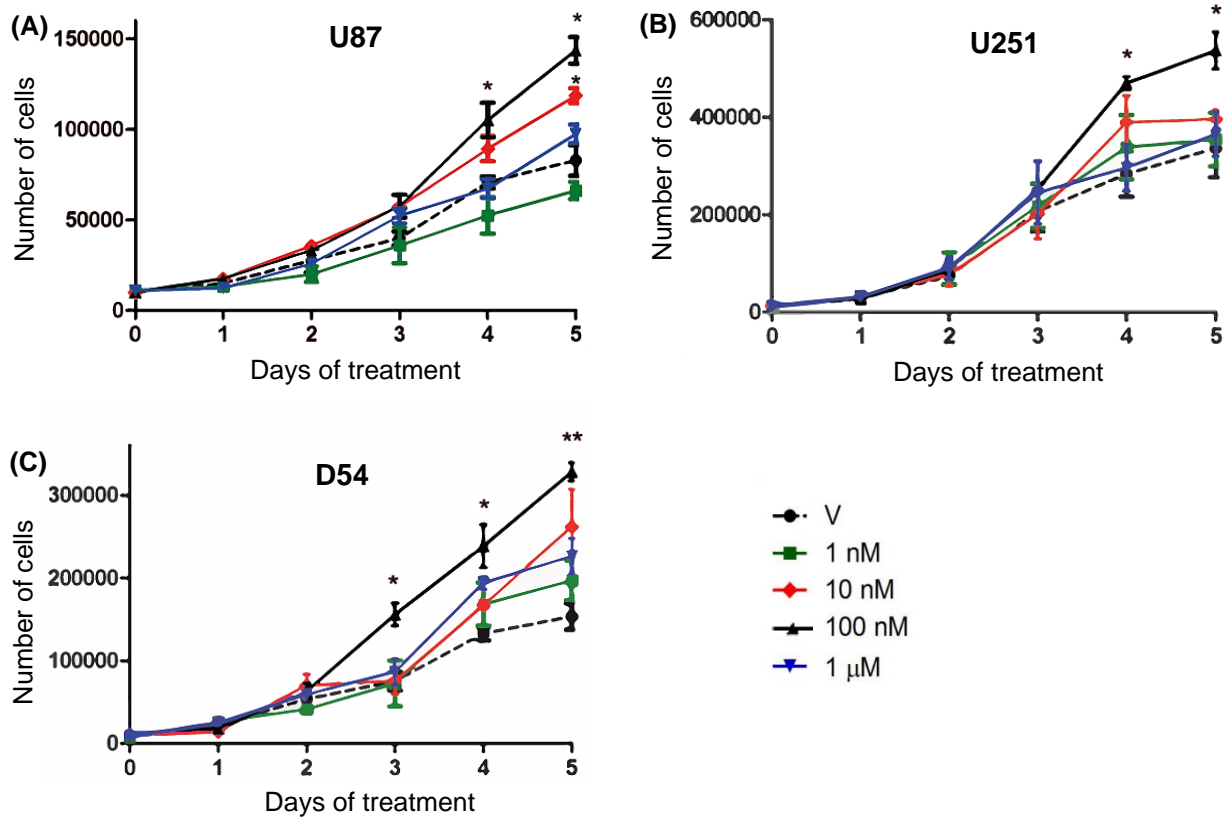 (A)
U87
Number of cells
150000
100000
50000
0
*
*
*
0 1 2 3 4 5
Days of treatment
(B)
U251
Number of cells
600000
400000
200000
0
*
*
0 1 2 3 4 5
Days of treatment
(C)
D54
Number of cells
300000
200000
100000
0
*
*
**
0 1 2 3 4 5
Days of treatment
V
1 nM
10 nM
100 nM
1 μM